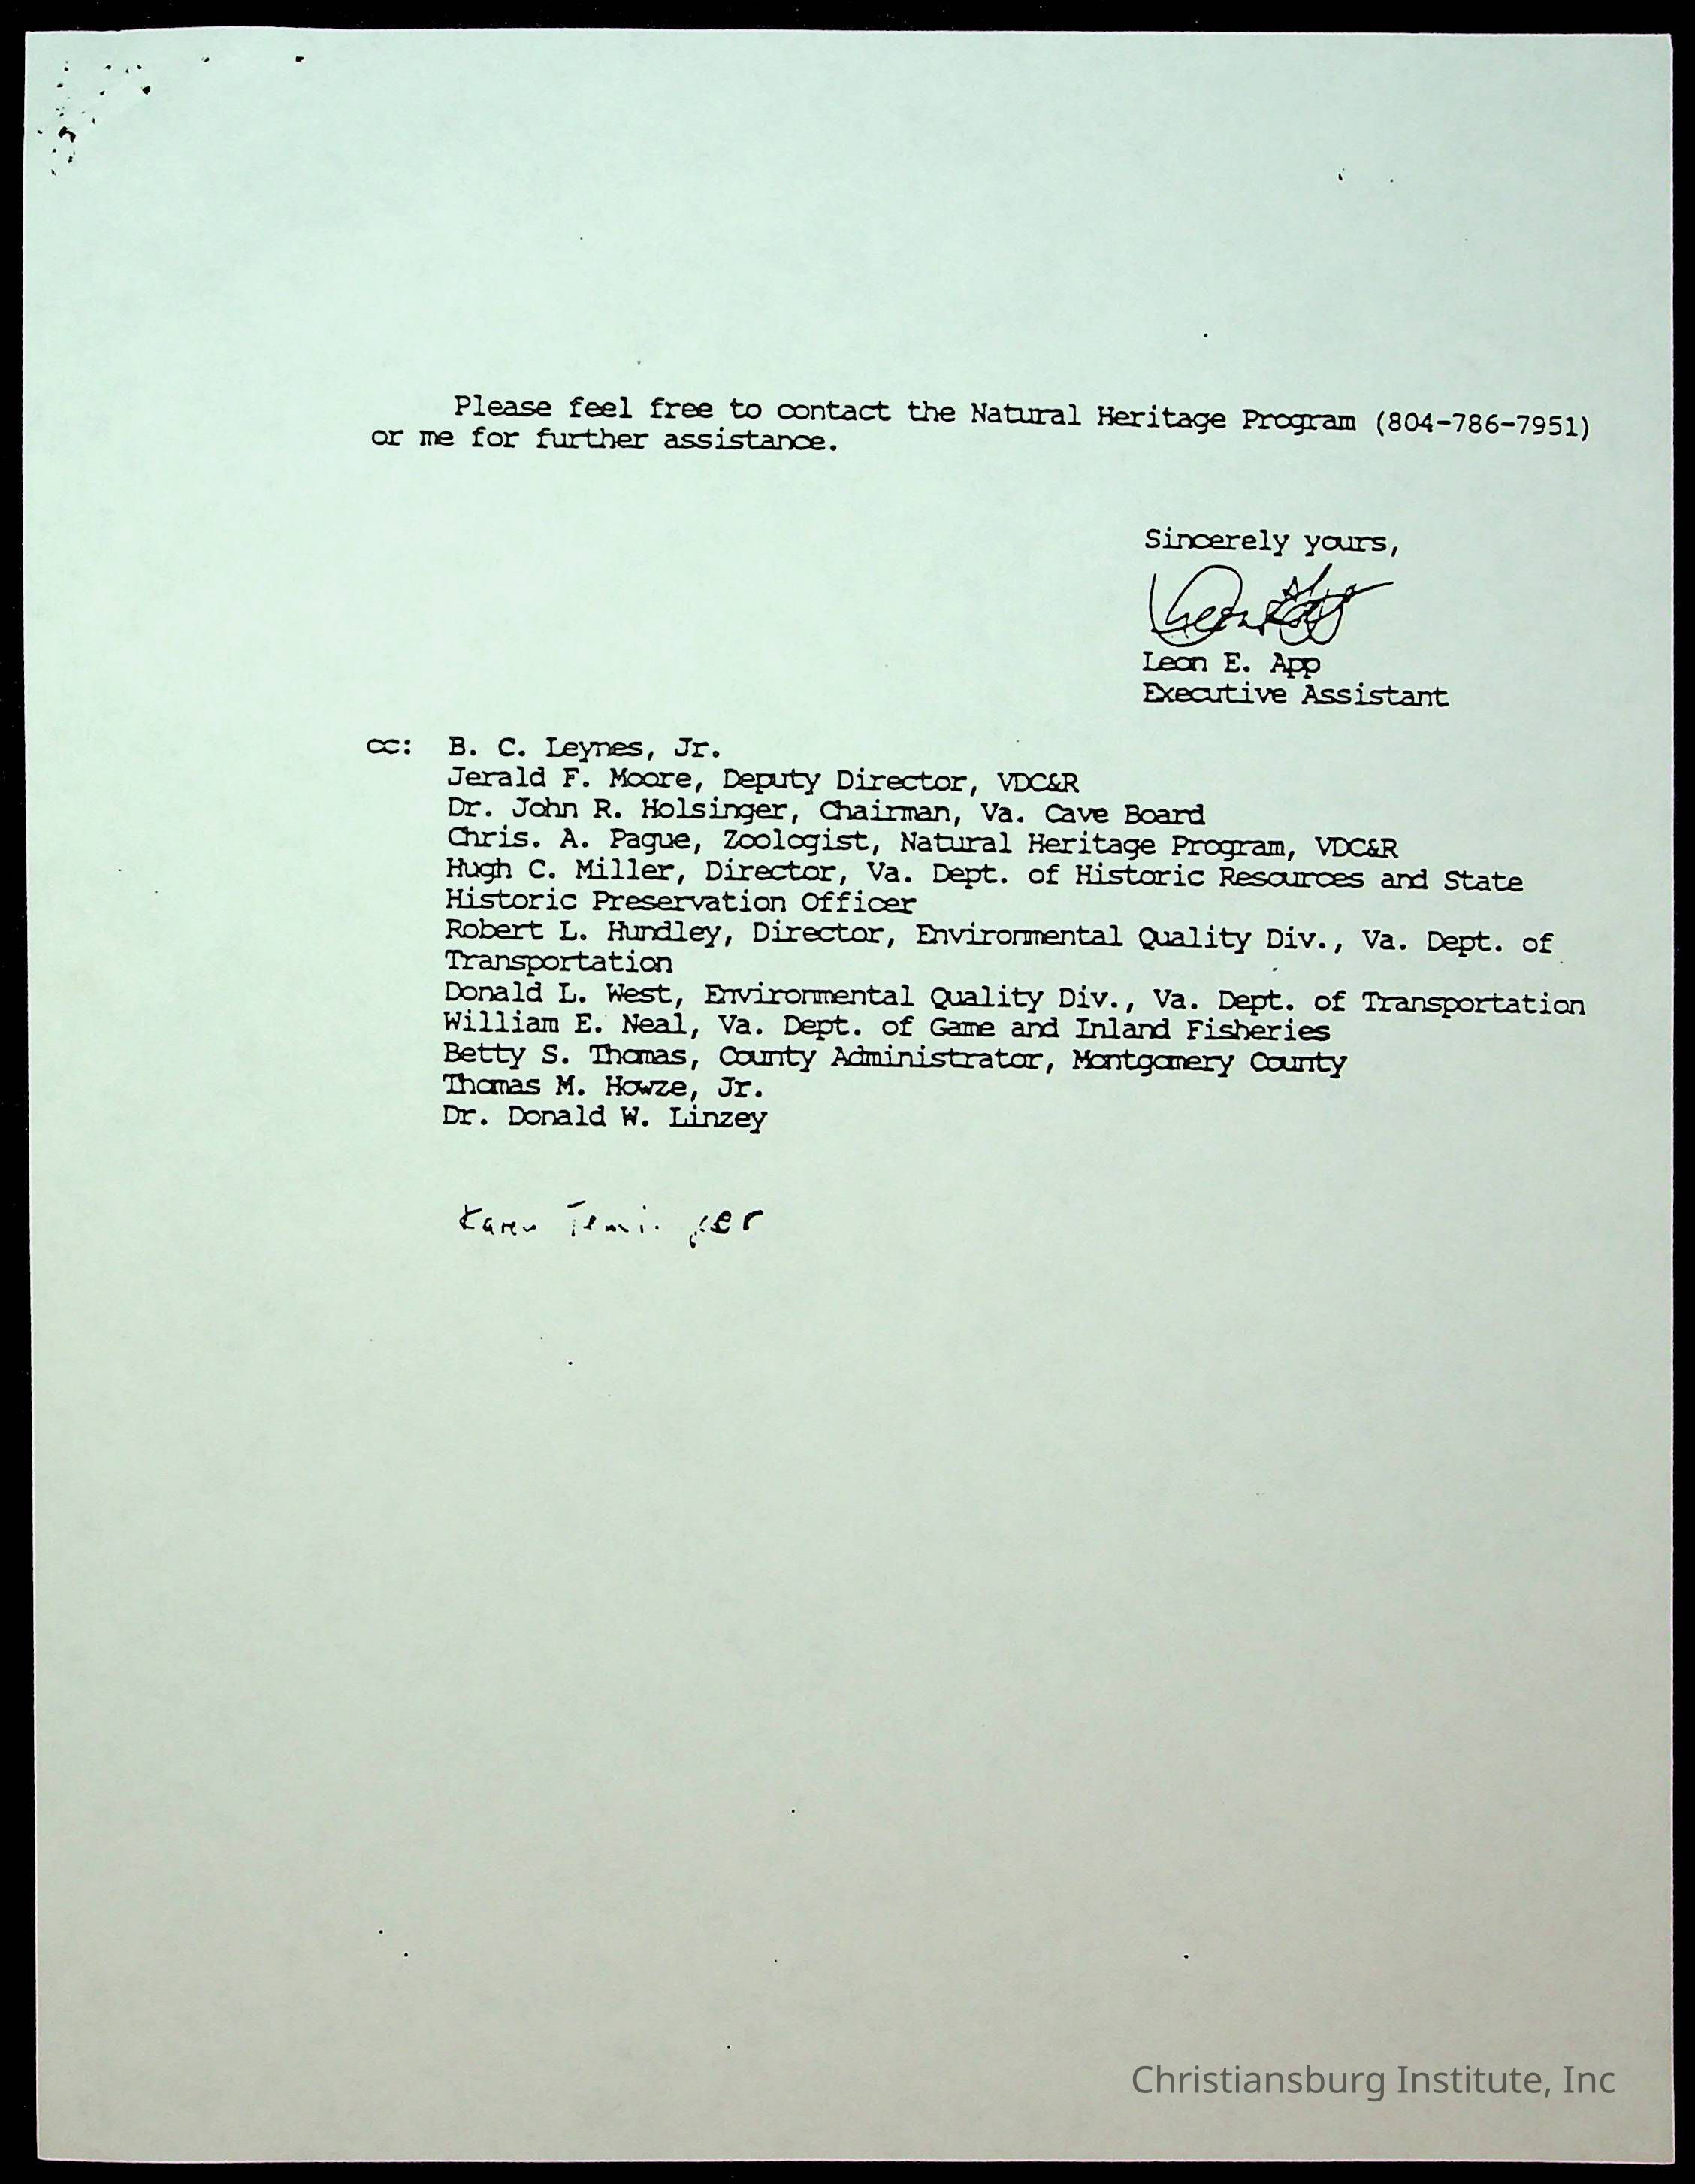 Please feel free to contact the Natural Heritage Program (804-786-7951)
or me for further assistance.
Sincerely yours,
Leon E. App
Executive Assistant
cc: B. C. Leynes, Jr.
Jerald F. Moore, Deputy Director, VDC&R
Dr. John R. Holsinger, Chairman, Va. Cave Board
Chris. A. Pague, Zoologist, Natural Heritage Program, VDC&R
Hugh C. Miller, Director, Va. Dept. of Historic Resources and State
Historic Preservation Officer
Robert L. Hundley, Director, Environmental Quality Div., Va. Dept. of
Transportation
Donald L. West, Environmental Quality Div., Va. Dept. of Transportation
William E. Neal, Va. Dept. of Game and Inland Fisheries
Betty S. Thomas, County Administrator, Montgomery County
Thomas M. Howze, Jr.
Dr. Donald W. Linzey
Karen
Christiansburg Institute, Inc